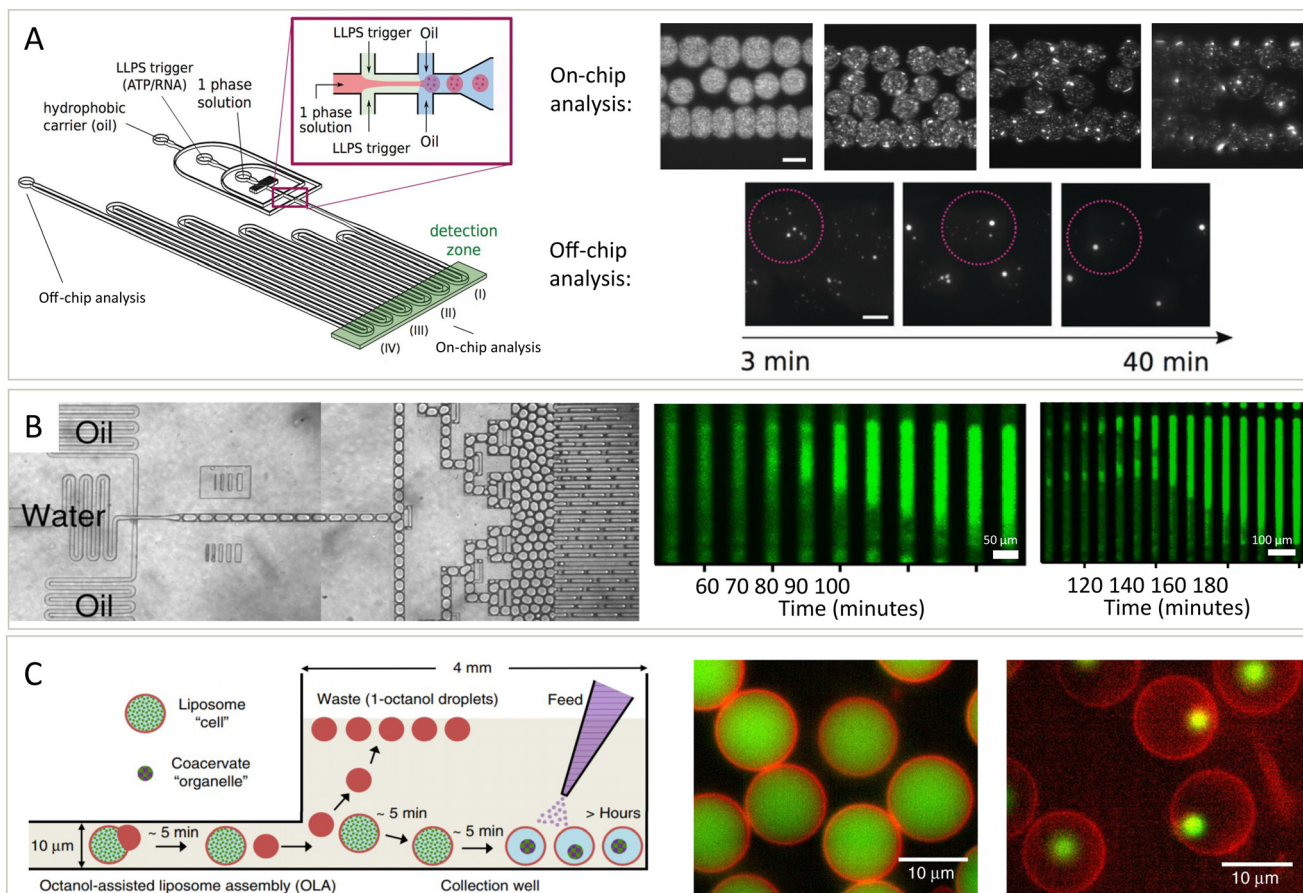 A
LLPS trigger
Oil
1 phase
solution
LLPS trigger
Oil
LLPS trigger
(ATP/RNA)
1 phase
solution
hydrophobic
carrier (oil)
detection
zone
(I)
(II)
(III)
(IV)
Off-chip analysis
On-chip analysis
On-chip
analysis:
Off-chip
analysis:
3 min
40 min
B
Oil
Water
Oil
50 µm
60 70 80 90 100
Time (minutes)
100 µm
120 140 160 180
Time (minutes)
C
4 mm
Liposome
"cell"
Coacervate
"organelle"
Waste (1-octanol droplets)
Feed
10 µm
~ 5 min
~ 5 min
~ 5 min
> Hours
Octanol-assisted liposome assembly (OLA)
Collection well
10 µm
10 µm